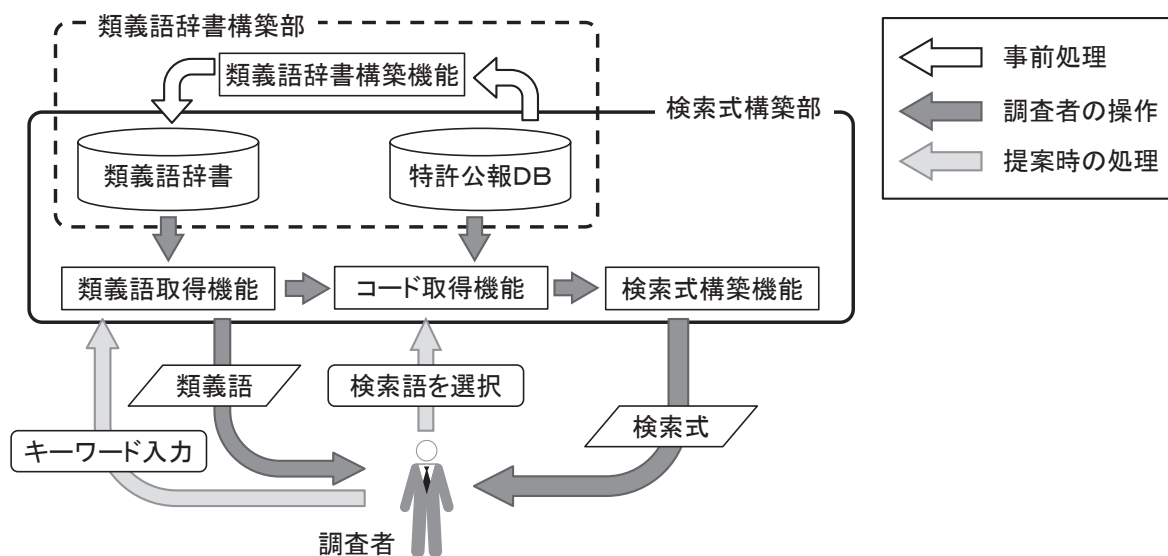 類義語辞書構築部
類義語辞書構築機能
検索式構築部
類義語辞書
特許公報DB
類義語取得機能
コード取得機能
検索式構築機能
類義語
検索語を選択
検索式
キーワード入力
調査者
事前処理
調査者の操作
提案時の処理